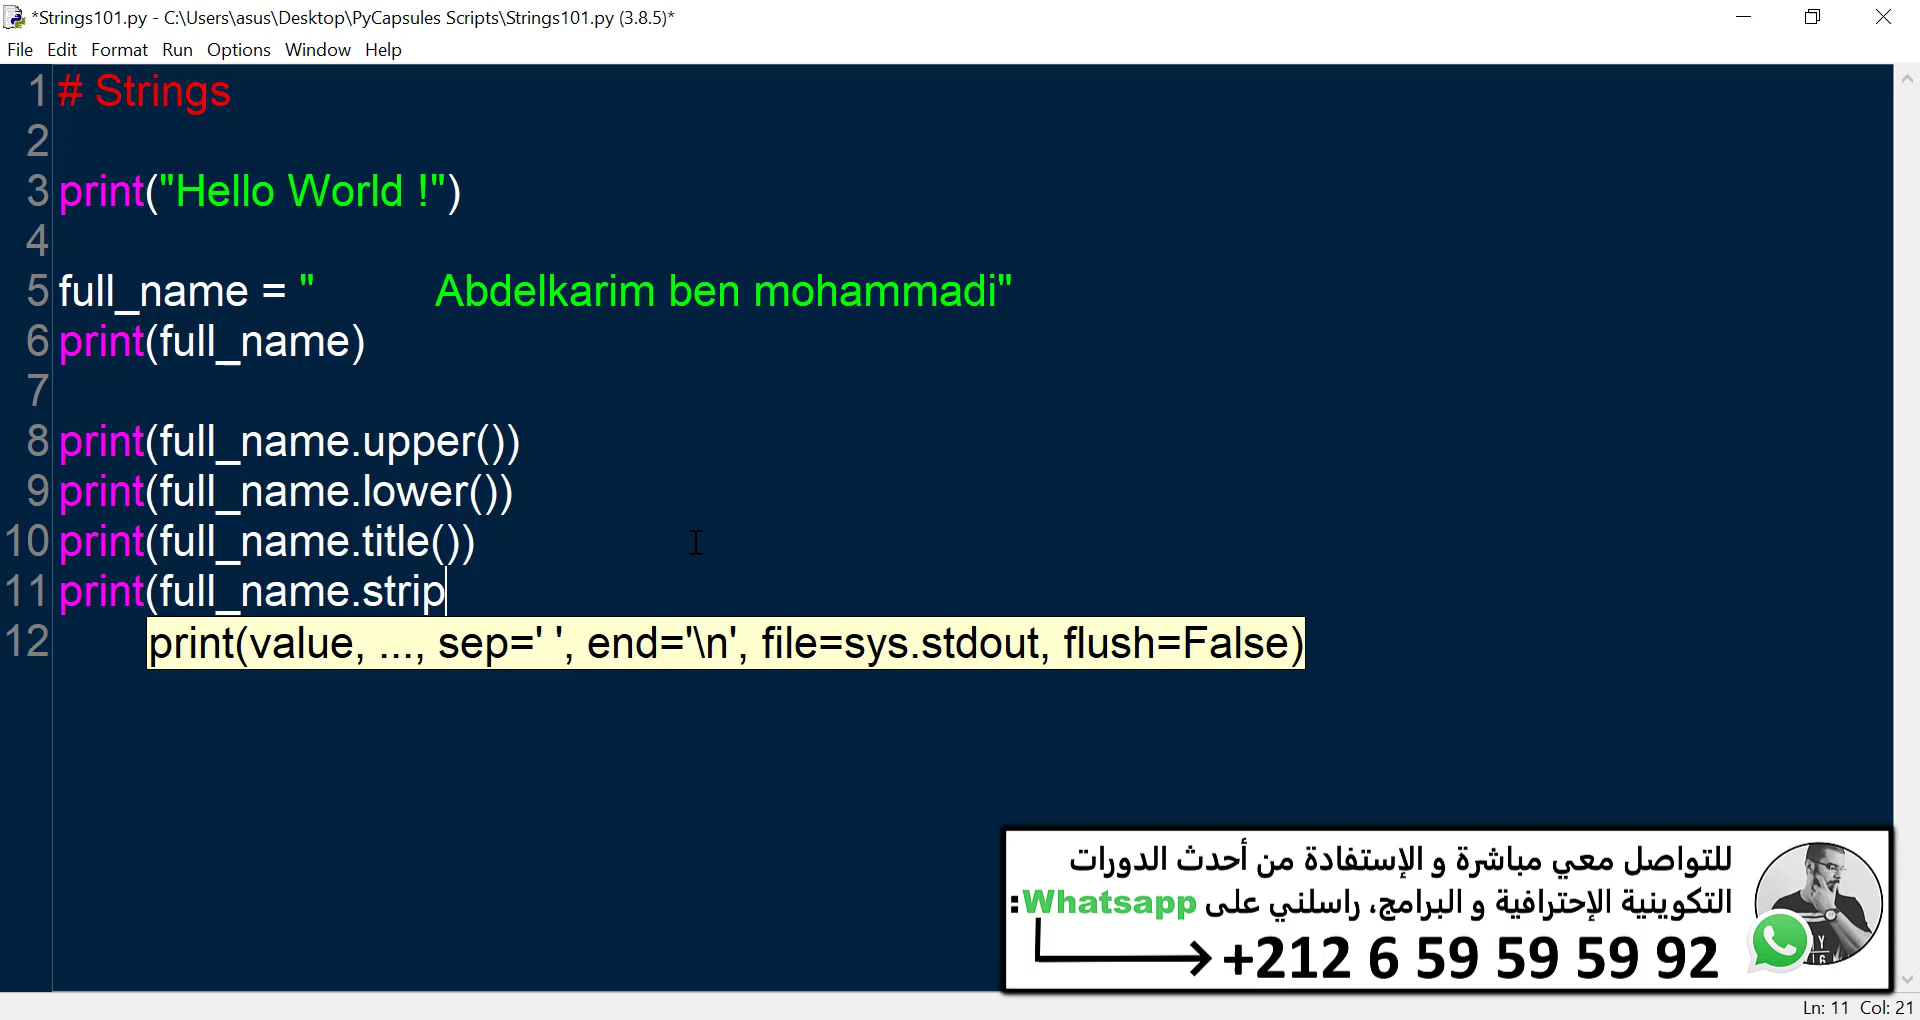 *Strings101.py - C:\Users\asus\Desktop\PyCapsules Scripts\Strings101.py (3.8.5)*
File Edit Format Run Options Window Help
1 # Strings
2
3 print("Hello World !")
4
5 full_name = "          Abdelkarim ben mohammadi"
6 print(full_name)
7
8 print(full_name.upper())
9 print(full_name.lower())
10 print(full_name.title())
11 print(full_name.strip
12
print(value, ..., sep=' ', end='\n', file=sys.stdout, flush=False)
للتواصل معي مباشرة و الإستفادة من أحدث الدورات
التكوينية الإحترافية و البرامج، راسلني على Whatsapp:
+212 6 59 59 59 92
Ln: 11 Col: 21